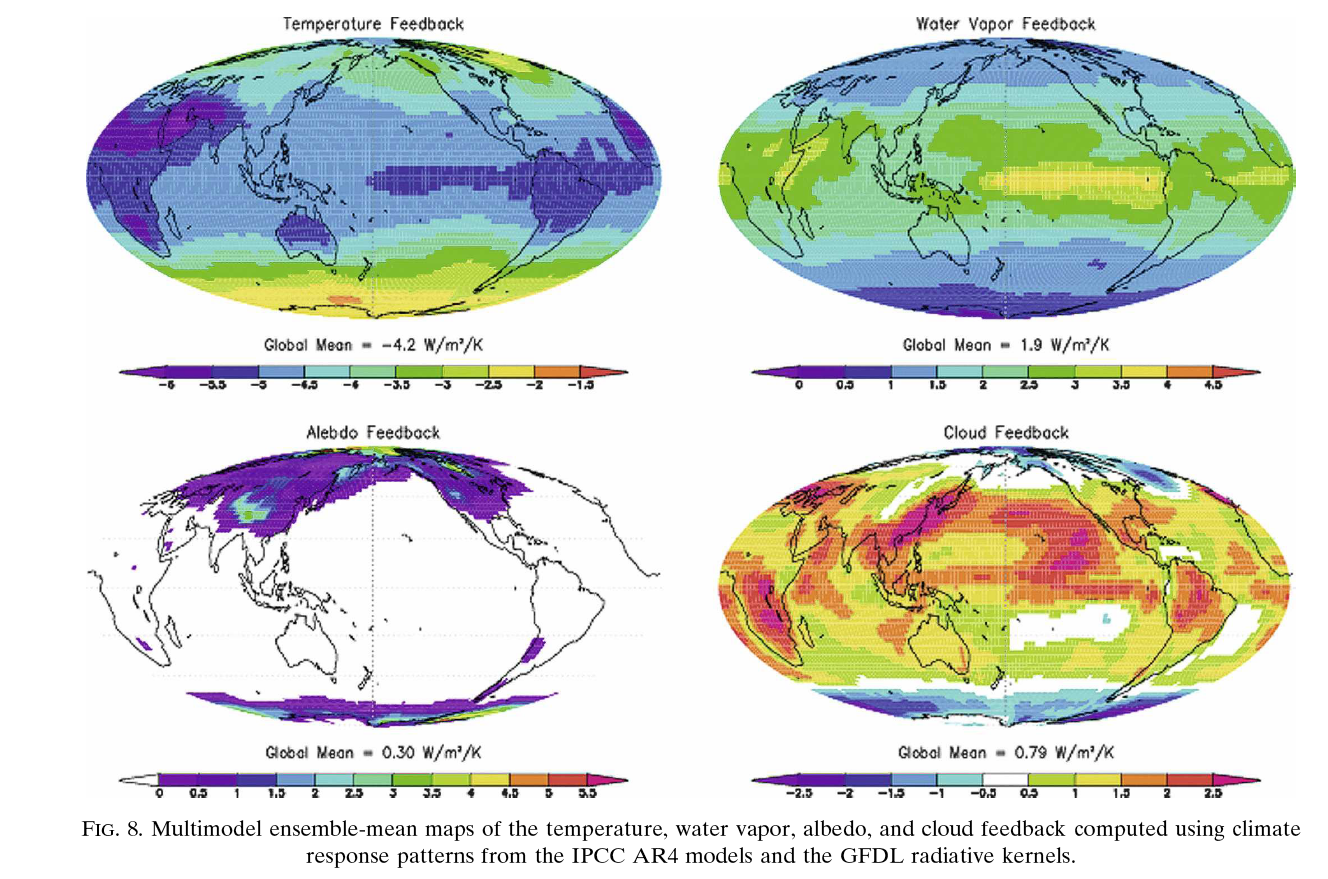 Temperature Feedback
Water Vapor Feedback
Global Mean = −4.2 W/m²/K
Global Mean = 1.9 W/m²/K
−6 −5.5 −5 −4.5 −4 −3.5 −3 −2.5 −2 −1.5
0 0.5 1 1.5 2 2.5 3 3.5 4 4.5
Alebdo Feedback
Cloud Feedback
Global Mean = 0.30 W/m²/K
Global Mean = 0.79 W/m²/K
0 0.5 1 1.5 2 2.5 3 3.5 4 4.5 5 5.5
−2.5 −2 −1.5 −1 −0.5 0.5 1 1.5 2 2.5
FIG. 8. Multimodel ensemble-mean maps of the temperature, water vapor, albedo, and cloud feedback computed using climate
response patterns from the IPCC AR4 models and the GFDL radiative kernels.